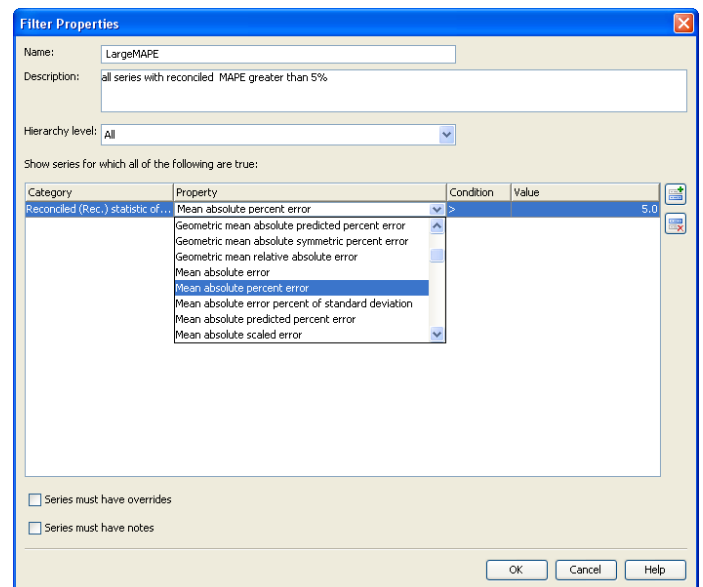 Filter Properties
Name: LargeMAPE
Description: all series with reconciled MAPE greater than 5%
Hierarchy level: All
Show series for which all of the following are true:
Category Property Condition Value
Reconciled (Rec.) statistic of... Mean absolute percent error > 5.0
Geometric mean absolute predicted percent error
Geometric mean absolute symmetric percent error
Geometric mean relative absolute error
Mean absolute error
Mean absolute percent error
Mean absolute error percent of standard deviation
Mean absolute predicted percent error
Mean absolute scaled error
Series must have overrides
Series must have notes
OK Cancel Help